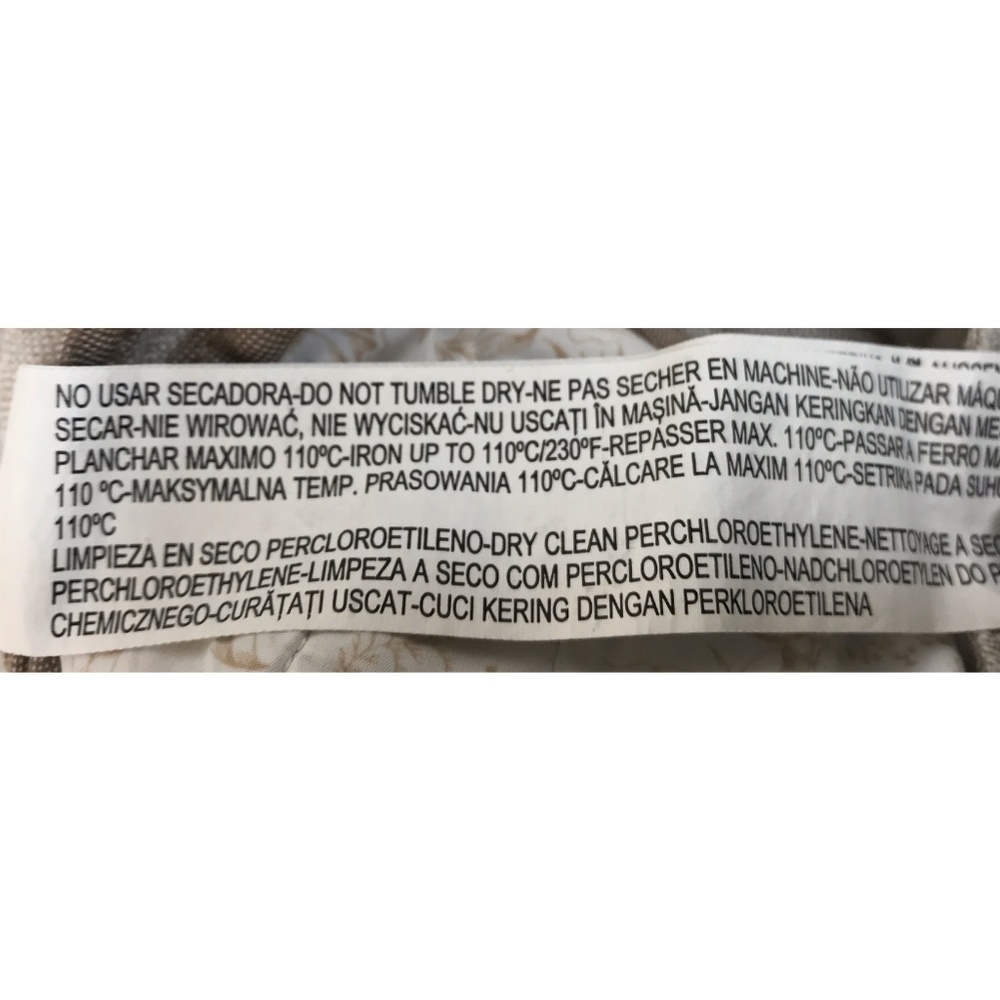 NO USAR SECADORA-DO NOT TUMBLE DRY-NE PAS SECHER EN MACHINE-NÃO UTILIZAR
SECAR-NIE WIROWAĆ, NIE WYCISKAĆ-NU USCAȚI ÎN MAȘINĂ-JANGAN KERINGKAN DENGAN
PLANCHAR MAXIMO 110ºC-IRON UP TO 110ºC/230ºF-REPASSER MAX. 110ºC-PASSAR A FERRO
110 ºC-MAKSYMALNA TEMP. PRASOWANIA 110ºC-CĂLCARE LA MAXIM 110ºC-SETRIKA PADA
110ºC
LIMPIEZA EN SECO PERCLOROETILENO-DRY CLEAN PERCHLOROETHYLENE-NETTOYAGE A
PERCHLOROETHYLENE-LIMPEZA A SECO COM PERCLOROETILENO-NADCHLOROETYLEN DO
CHEMICZNEGO-CURĂȚAȚI USCAT-CUCI KERING DENGAN PERKLOROETILENA